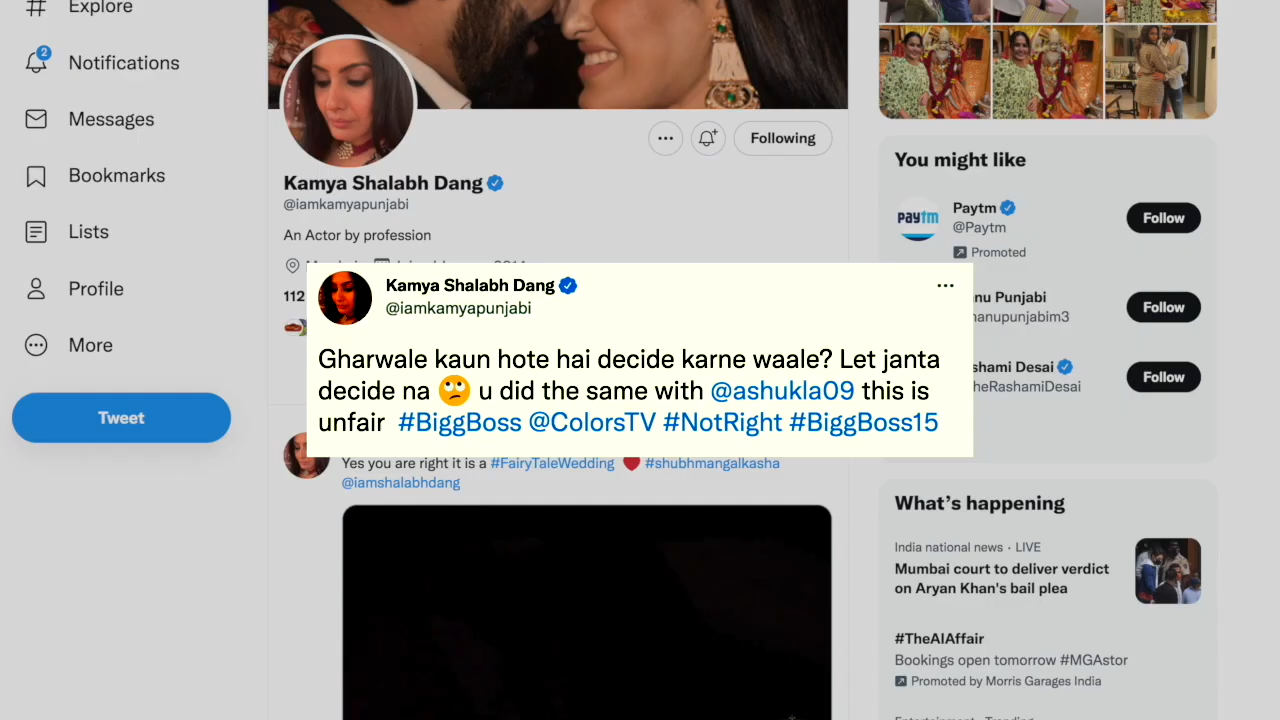 Explore
2
Notifications
Messages
Bookmarks
Lists
Profile
More
Tweet
Following
Kamya Shalabh Dang
@iamkamyapunjabi
An Actor by profession
112
Kamya Shalabh Dang
@iamkamyapunjabi
Gharwale kaun hote hai decide karne waale? Let janta
decide na 🙄 u did the same with @ashukla09 this is
unfair #BiggBoss @ColorsTV #NotRight #BiggBoss15
Yes you are right it is a #FairyTaleWedding ❤️ #shubhmangalkasha
@iamshalabhdang
You might like
paytm
Paytm
@Paytm
Promoted
Follow
Punjabi
anupunjabim3
Follow
shami Desai
heRashamiDesai
Follow
What's happening
India national news · LIVE
Mumbai court to deliver verdict
on Aryan Khan's bail plea
#TheAIAffair
Bookings open tomorrow #MGAstor
Promoted by Morris Garages India